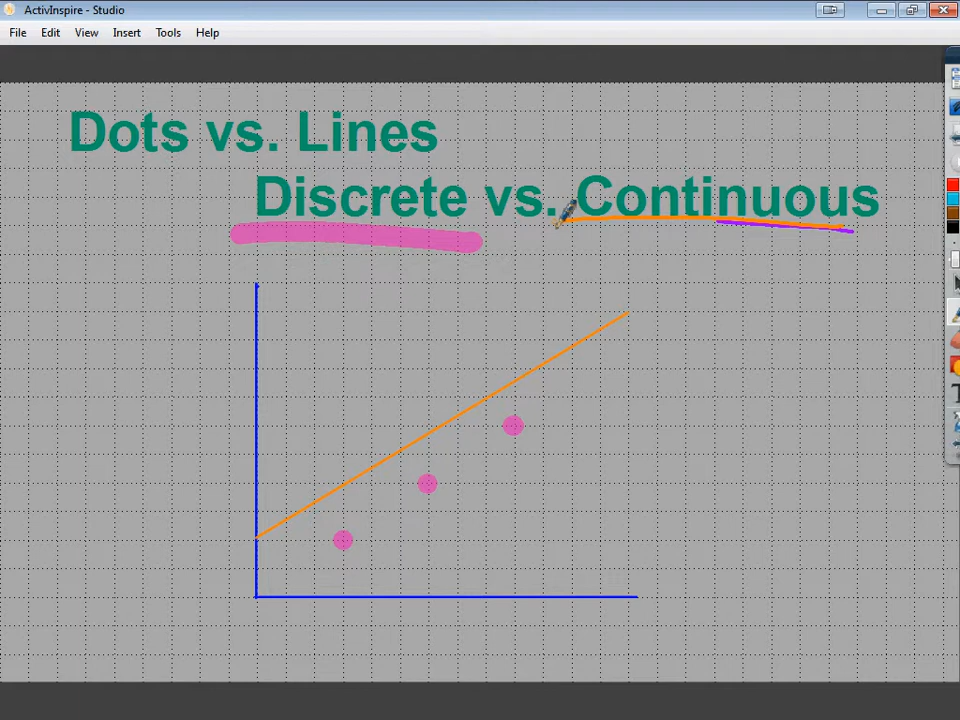 ActivInspire - Studio
File Edit View Insert Tools Help
Dots vs. Lines
Discrete vs. Continuous
T